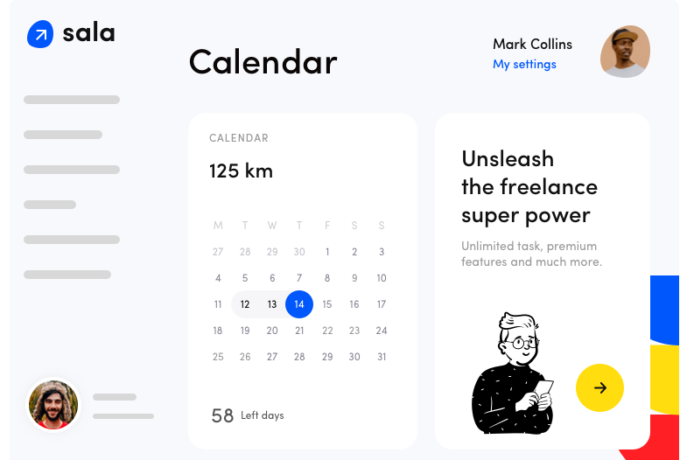 sala
Calendar
Mark Collins
My settings
CALENDAR
125 km
M T W T F S S
27 28 29 30 1 2 3
4 5 6 7 8 9 10
11 12 13 14 15 16 17
18 19 20 21 22 23 24
25 26 27 28 29 30 31
58 Left days
Unsleash
the freelance
super power
Unlimited task, premium
features and much more.